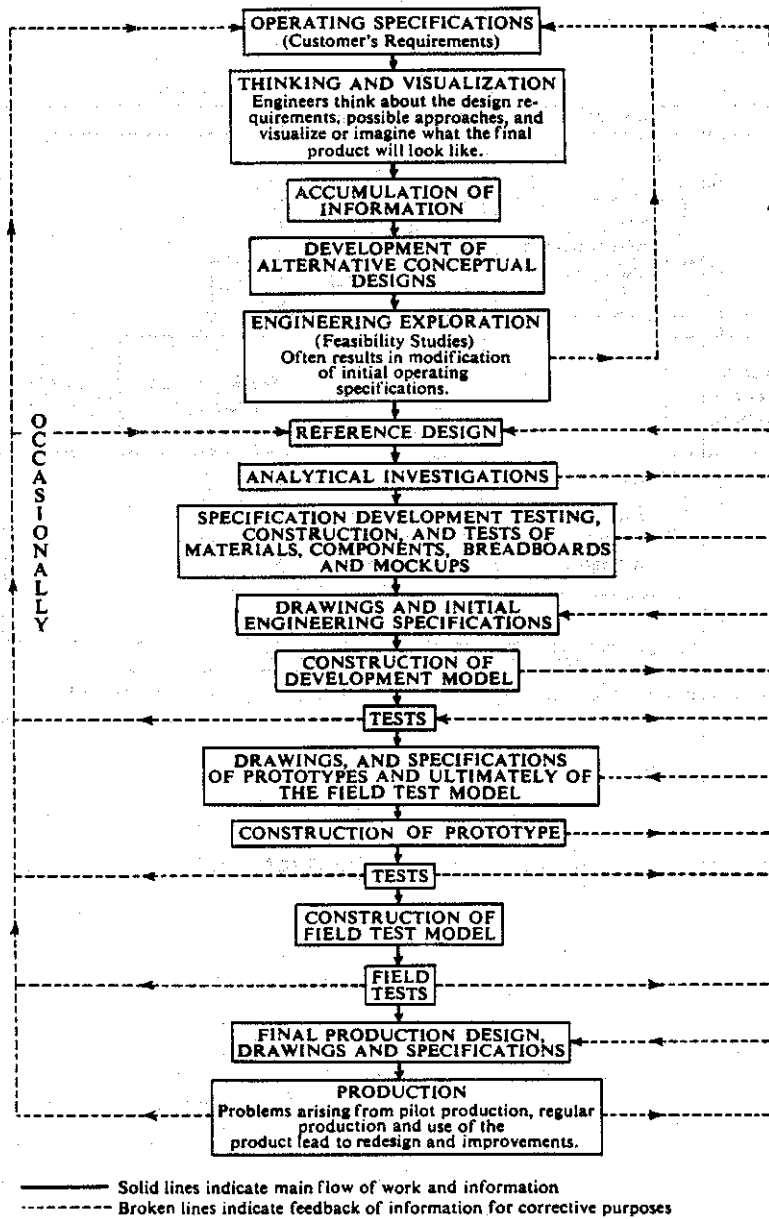 OPERATING SPECIFICATIONS
(Customer's Requirements)
THINKING AND VISUALIZATION
Engineers think about the design re-
quirements, possible approaches, and
visualize or imagine what the final
product will look like.
ACCUMULATION OF
INFORMATION
DEVELOPMENT OF
ALTERNATIVE CONCEPTUAL
DESIGNS
ENGINEERING EXPLORATION
(Feasibility Studies)
Often results in modification
of initial operating
specifications.
OCCASIONALLY
REFERENCE DESIGN
ANALYTICAL INVESTIGATIONS
SPECIFICATION DEVELOPMENT TESTING,
CONSTRUCTION, AND TESTS OF
MATERIALS, COMPONENTS, BREADBOARDS
AND MOCKUPS
DRAWINGS AND INITIAL
ENGINEERING SPECIFICATIONS
CONSTRUCTION OF
DEVELOPMENT MODEL
TESTS
DRAWINGS, AND SPECIFICATIONS
OF PROTOTYPES AND ULTIMATELY OF
THE FIELD TEST MODEL
CONSTRUCTION OF PROTOTYPE
TESTS
CONSTRUCTION OF
FIELD TEST MODEL
FIELD
TESTS
FINAL PRODUCTION DESIGN,
DRAWINGS AND SPECIFICATIONS
PRODUCTION
Problems arising from pilot production, regular
production and use of the
product lead to redesign and improvements.
Solid lines indicate main flow of work and information
Broken lines indicate feedback of information for corrective purposes